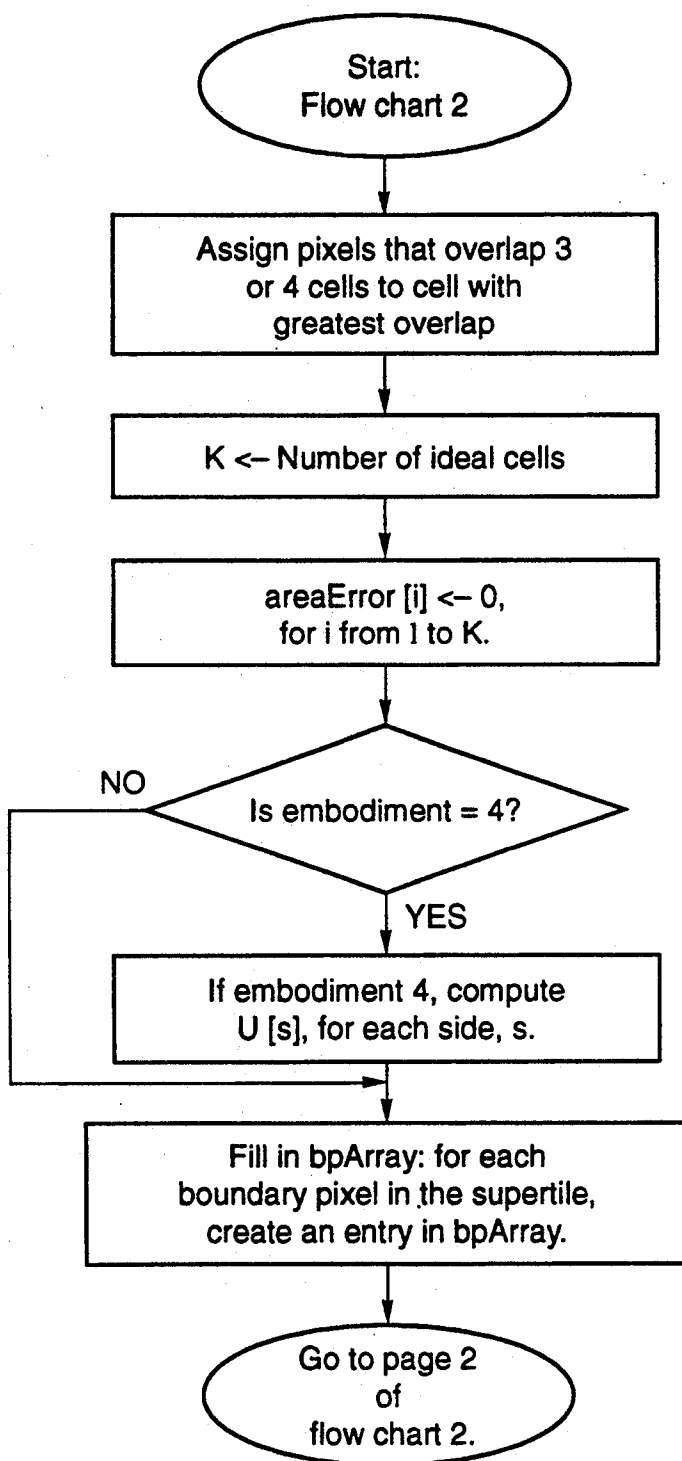 Start:
Flow chart 2
Assign pixels that overlap 3
or 4 cells to cell with
greatest overlap
K <– Number of ideal cells
areaError [i] <– 0,
for i from 1 to K.
NO
Is embodiment = 4?
YES
If embodiment 4, compute
U [s], for each side, s.
Fill in bpArray: for each
boundary pixel in the supertile,
create an entry in bpArray.
Go to page 2
of
flow chart 2.